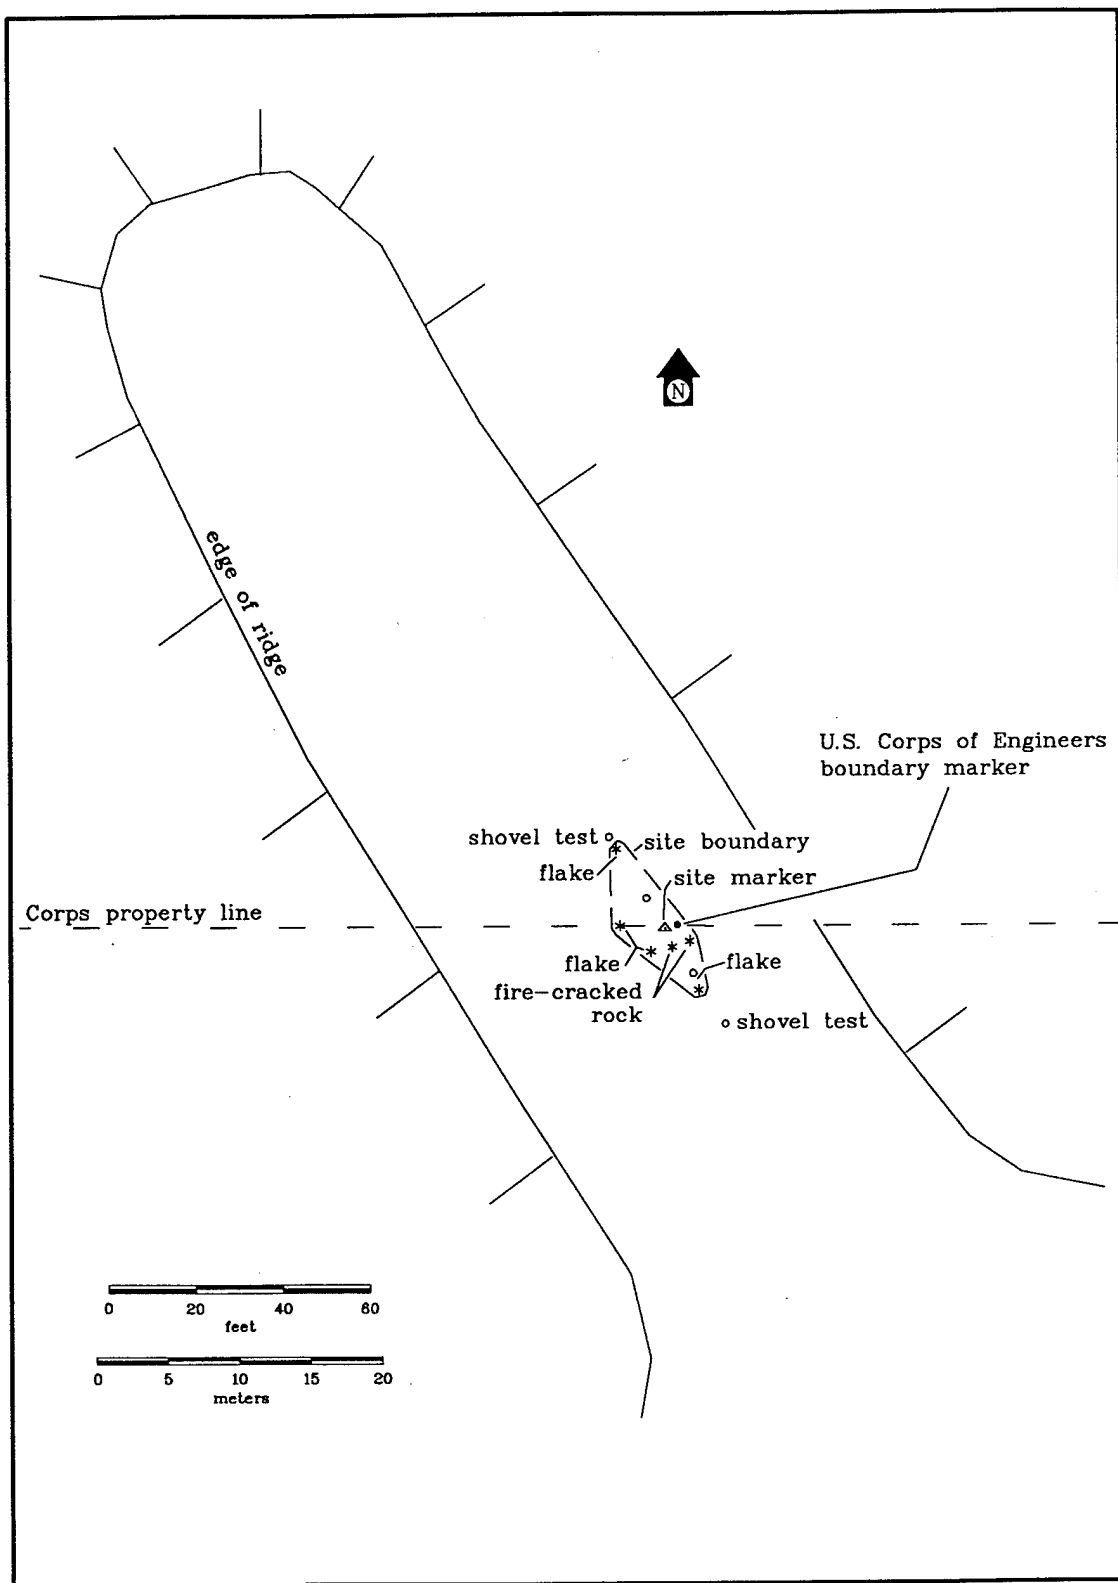 N
edge of ridge
U.S. Corps of Engineers
boundary marker
shovel test
site boundary
flake
site marker
Corps property line
flake
flake
fire-cracked
rock
shovel test
0 20 40 60
feet
0 5 10 15 20
meters